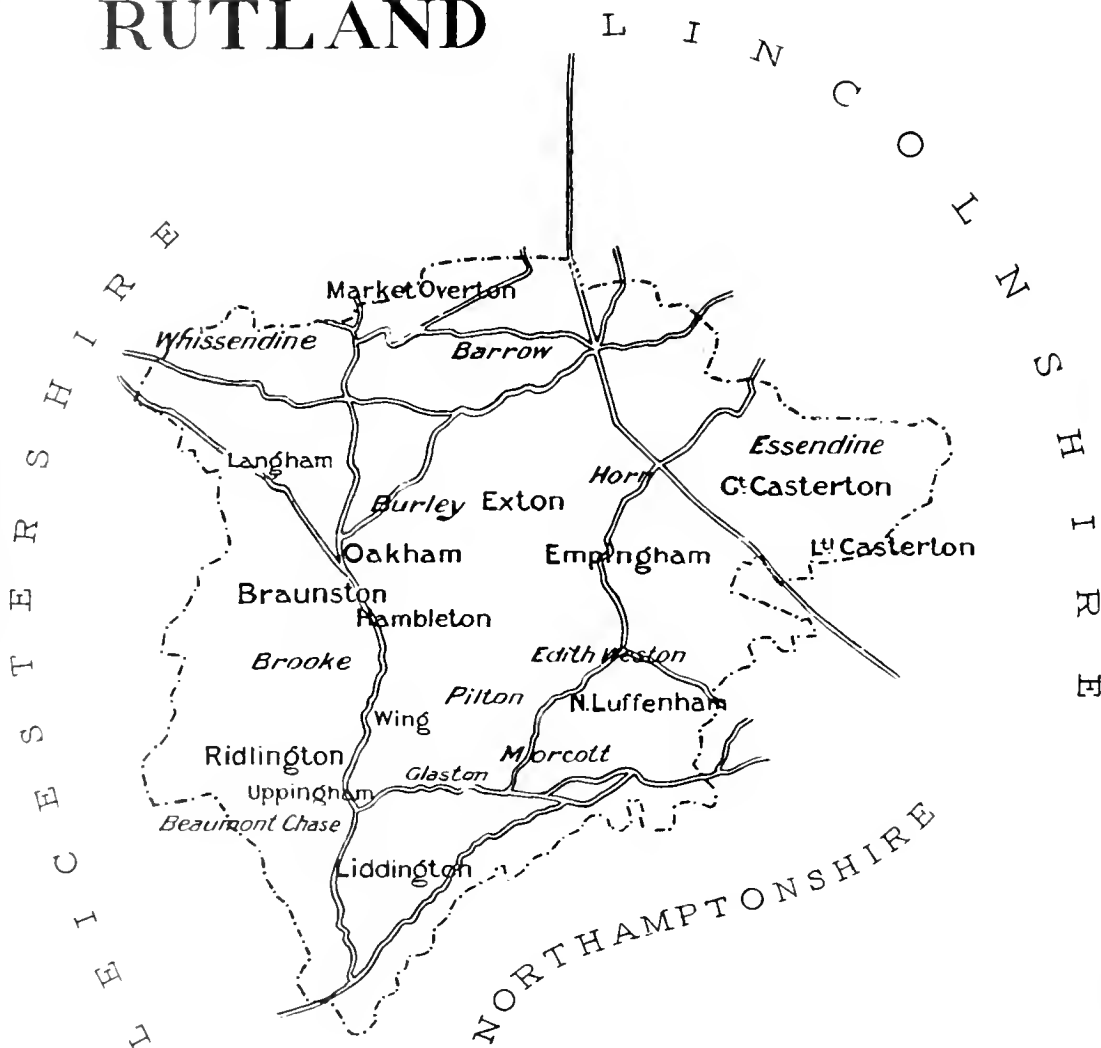 RUTLAND
LINCOLNSHIRE
LEICESTERSHIRE
Market Overton
Whissendine
Barrow
Essendine
Langham
Horn
Gt. Casterton
Burley
Exton
Oakham
Empingham
Ltl Casterton
Braunston
Hambleton
Brooke
Edith Weston
Pilton
N. Luffenham
Wing
Ridlington
Morcott
Glaston
Uppingham
Beaumont Chase
Liddington
NORTHAMPTONSHIRE